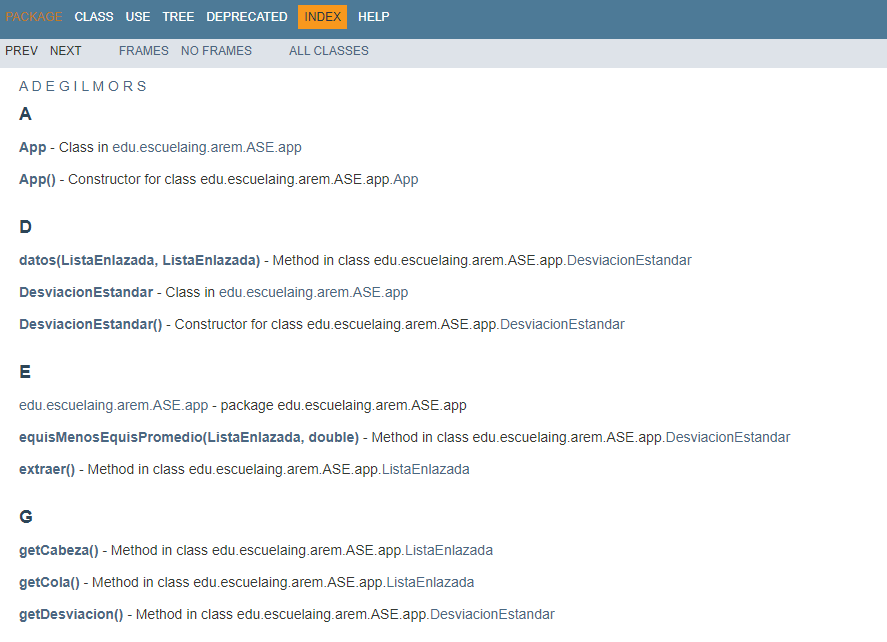 PACKAGE CLASS USE TREE DEPRECATED INDEX HELP
PREV NEXT FRAMES NO FRAMES ALL CLASSES
A D E G I L M O R S
A
App - Class in edu.escuelaing.arem.ASE.app
App() - Constructor for class edu.escuelaing.arem.ASE.app.App
D
datos(ListaEnlazada, ListaEnlazada) - Method in class edu.escuelaing.arem.ASE.app.DesviacionEstandar
DesviacionEstandar - Class in edu.escuelaing.arem.ASE.app
DesviacionEstandar() - Constructor for class edu.escuelaing.arem.ASE.app.DesviacionEstandar
E
edu.escuelaing.arem.ASE.app - package edu.escuelaing.arem.ASE.app
equisMenosEquisPromedio(ListaEnlazada, double) - Method in class edu.escuelaing.arem.ASE.app.DesviacionEstandar
extraer() - Method in class edu.escuelaing.arem.ASE.app.ListaEnlazada
G
getCabeza() - Method in class edu.escuelaing.arem.ASE.app.ListaEnlazada
getCola() - Method in class edu.escuelaing.arem.ASE.app.ListaEnlazada
getDesviacion() - Method in class edu.escuelaing.arem.ASE.app.DesviacionEstandar